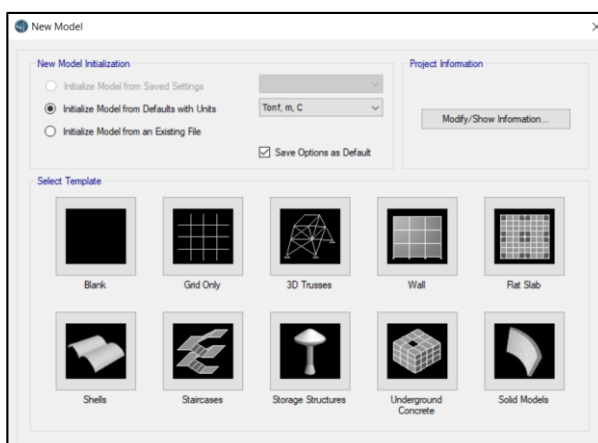 New Model
New Model Initialization
Initialize Model from Saved Settings
Initialize Model from Defaults with Units
Tonf, m, C
Initialize Model from an Existing File
Save Options as Default
Project Information
Modify/Show Information...
Select Template
Blank
Grid Only
3D Trusses
Wall
Flat Slab
Shells
Staircases
Storage Structures
Underground
Concrete
Solid Models